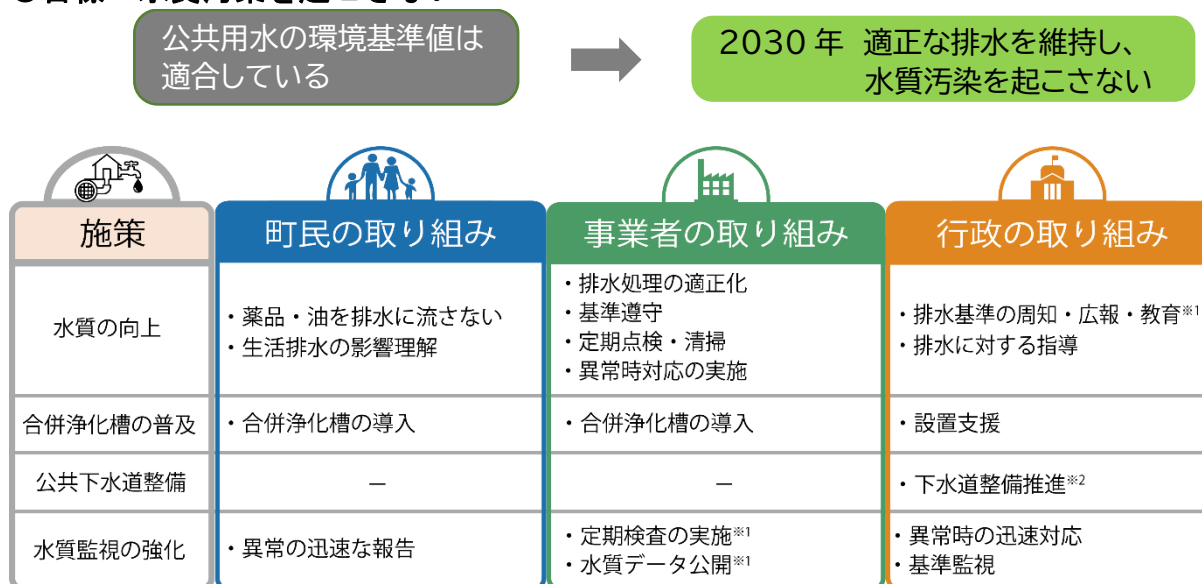 公共用水の環境基準値は
適合している
2030年 適正な排水を維持し、
水質汚染を起こさない
施策
町民の取り組み
事業者の取り組み
行政の取り組み
水質の向上
・薬品・油を排水に流さない
・生活排水の影響理解
・排水処理の適正化
・基準遵守
・定期点検・清掃
・異常時対応の実施
・排水基準の周知・広報・教育※1
・排水に対する指導
合併浄化槽の普及
・合併浄化槽の導入
・合併浄化槽の導入
・設置支援
公共下水道整備
－
－
・下水道整備推進※2
水質監視の強化
・異常の迅速な報告
・定期検査の実施※1
・水質データ公開※1
・異常時の迅速対応
・基準監視